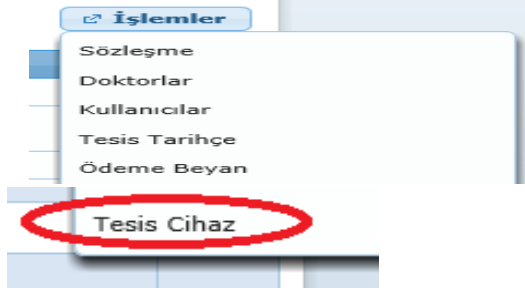 İşlemler
Sözleşme
Doktorlar
Kullanıcılar
Tesis Tarihçe
Ödeme Beyan
Tesis Cihaz